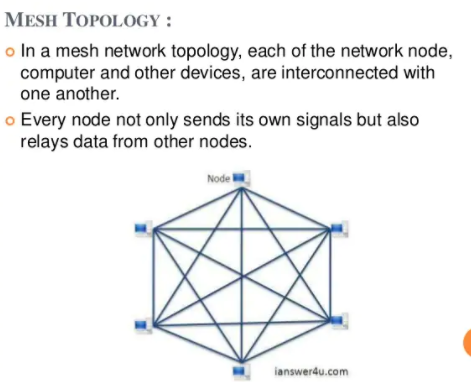 MESH TOPOLOGY :
In a mesh network topology, each of the network node,
computer and other devices, are interconnected with
one another.
Every node not only sends its own signals but also
relays data from other nodes.
Node
ianswer4u.com